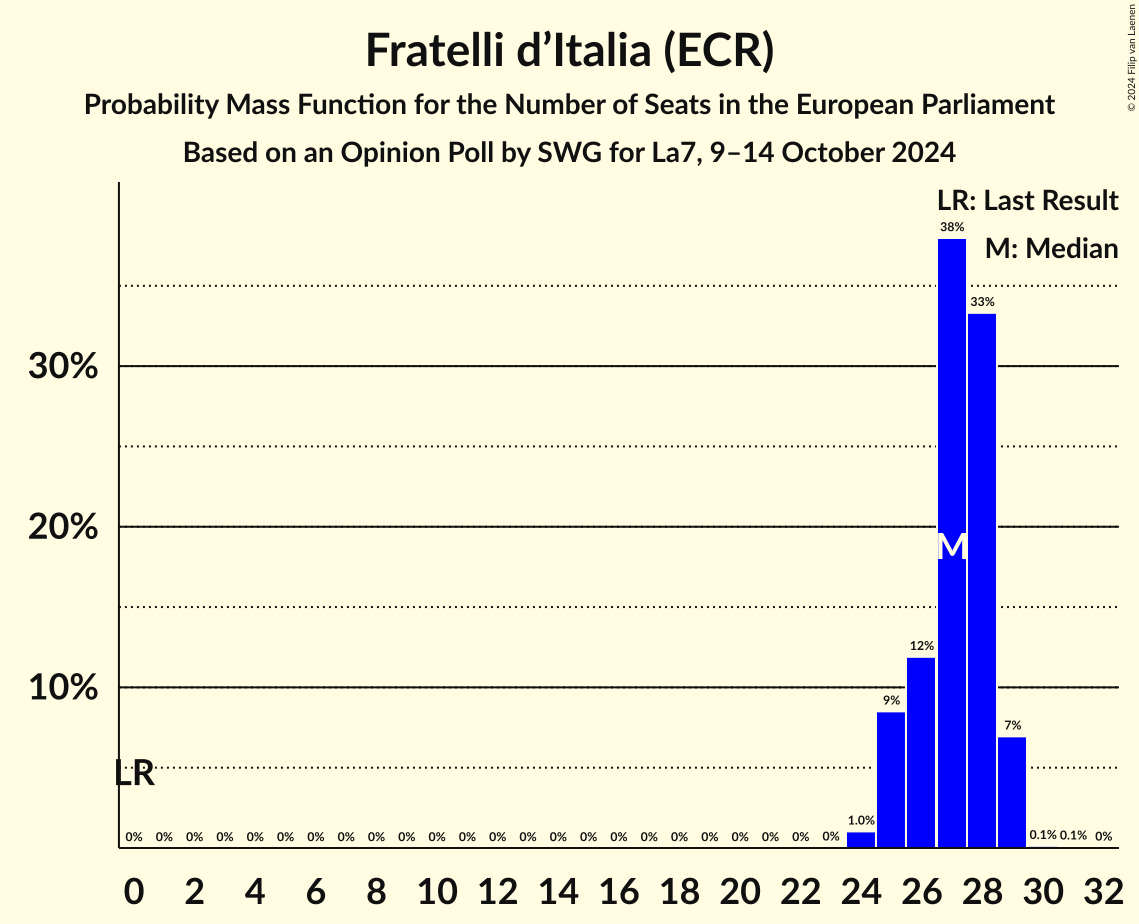 Fratelli d’Italia (ECR)
Probability Mass Function for the Number of Seats in the European Parliament
Based on an Opinion Poll by SWG for La7, 9–14 October 2024
© 2024 Filip van Laenen
LR: Last Result
M: Median
38%
33%
30%
20%
M
12%
10%
9%
7%
LR
0% 0% 0% 0% 0% 0% 0% 0% 0% 0% 0% 0% 0% 0% 0% 0% 0% 0% 0% 0% 0% 0% 0% 0% 1.0% 0.1% 0.1% 0%
0 2 4 6 8 10 12 14 16 18 20 22 24 26 28 30 32